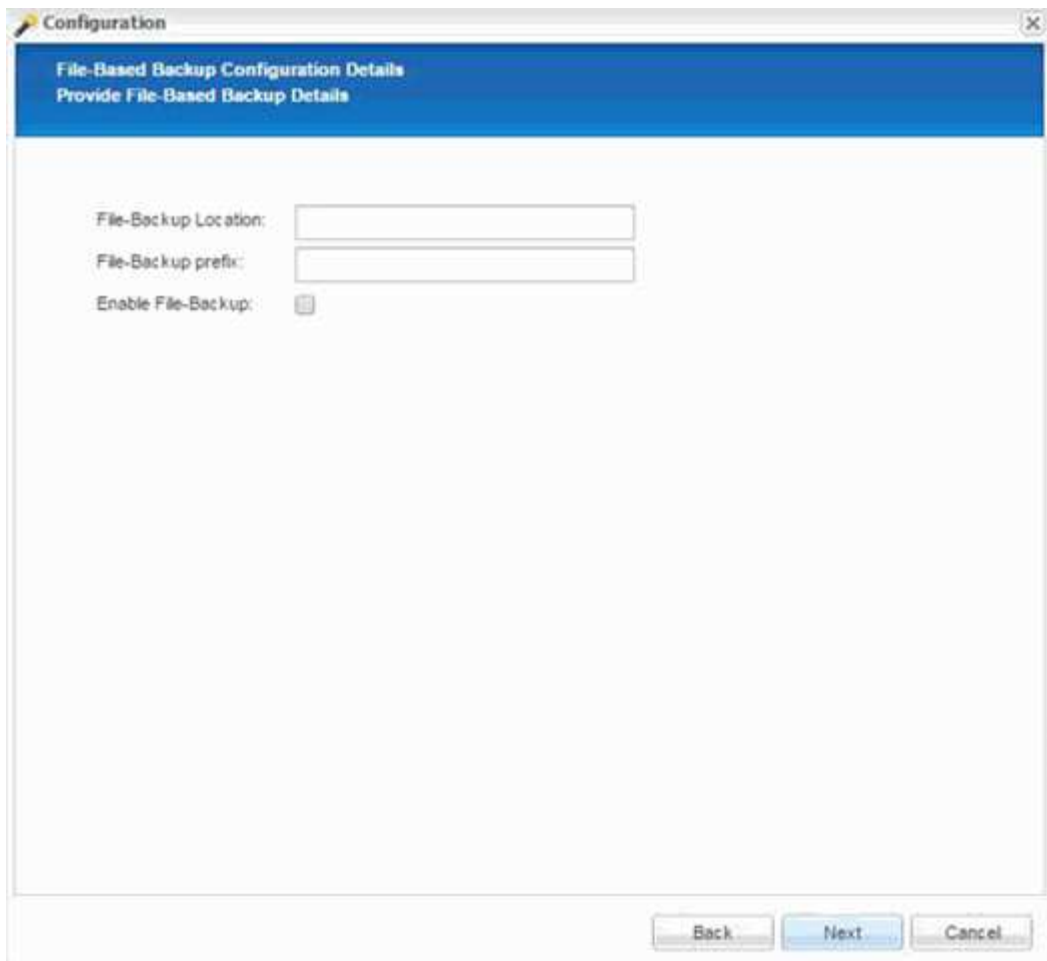 Configuration
File-Based Backup Configuration Details
Provide File-Based Backup Details
File-Backup Location:
File-Backup prefix:
Enable File-Backup:
Back
Next
Cancel